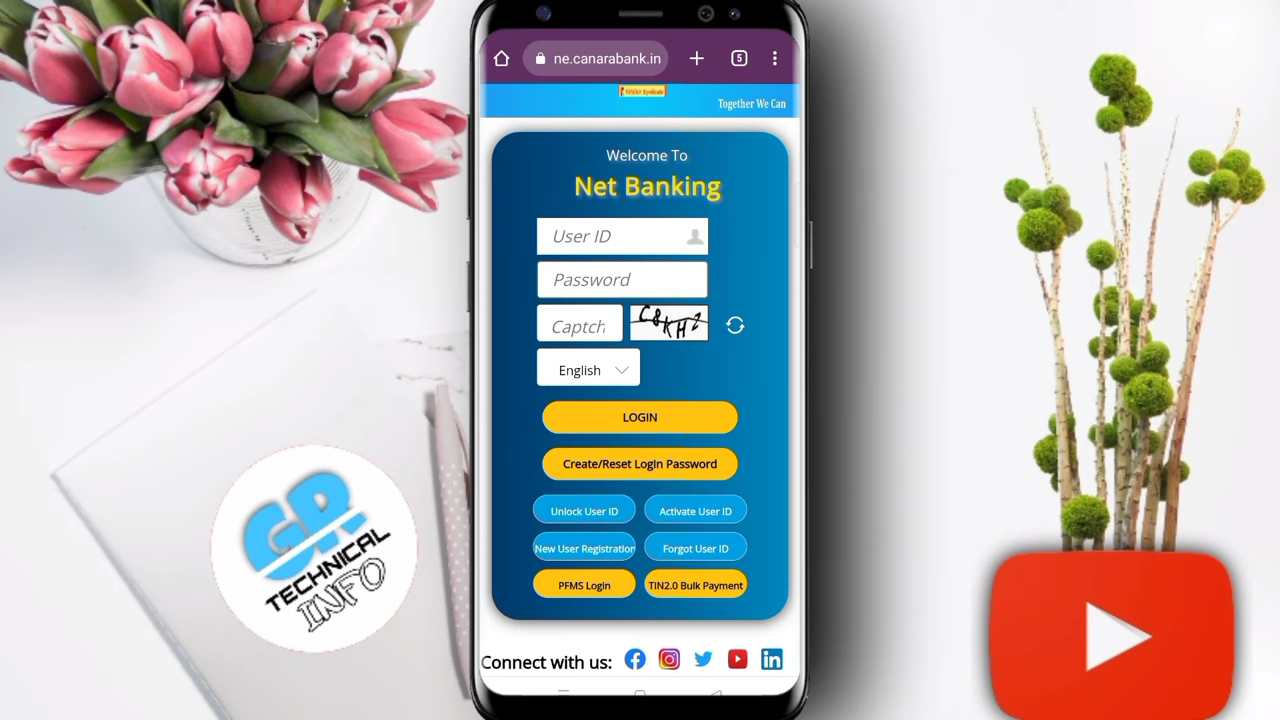 ne.canarabank.in
5
Together We Can
Welcome To
Net Banking
User ID
Password
Captch
C8KHZ
English
LOGIN
Create/Reset Login Password
Unlock User ID
Activate User ID
New User Registration
Forgot User ID
PFMS Login
TIN2.0 Bulk Payment
Connect with us:
GR
TECHNICAL
INFO